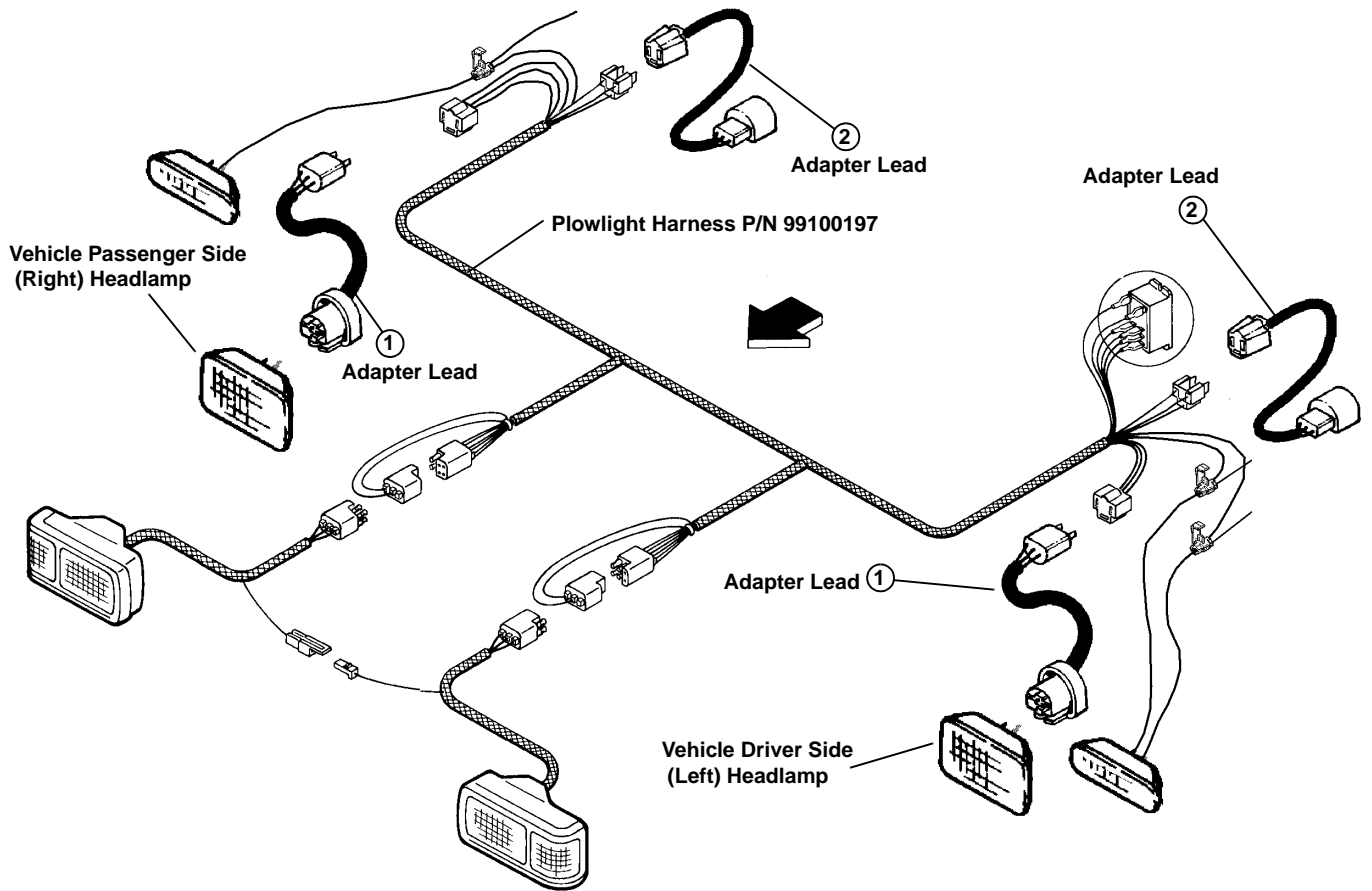 2
Adapter Lead
Adapter Lead
2
Plowlight Harness P/N 99100197
Vehicle Passenger Side
(Right) Headlamp
1
Adapter Lead
Adapter Lead 1
Vehicle Driver Side
(Left) Headlamp